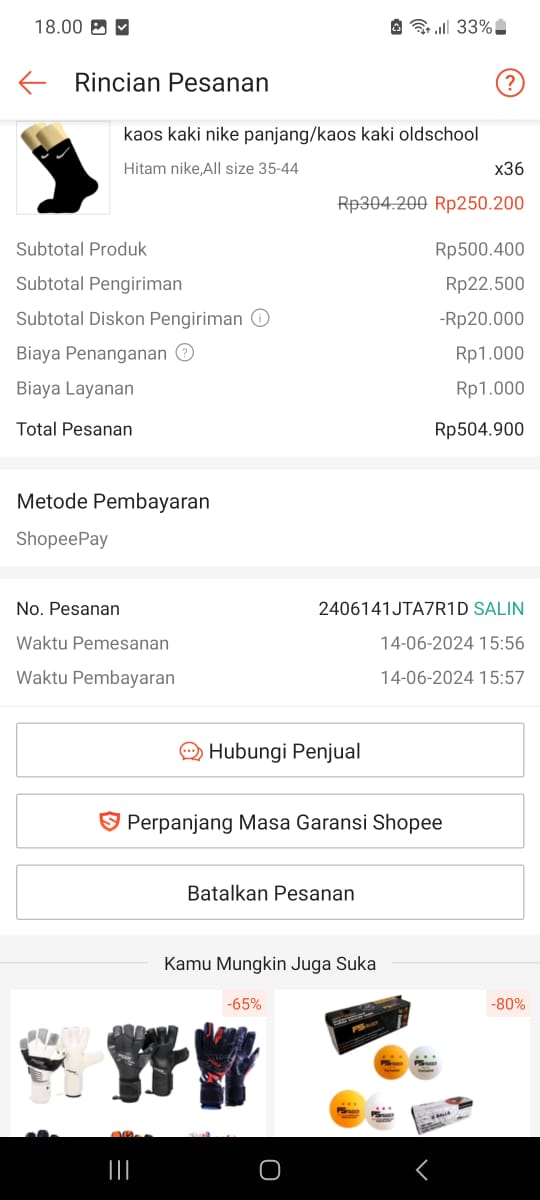 18.00 33%
Rincian Pesanan
kaos kaki nike panjang/kaos kaki oldschool
Hitam nike,All size 35-44 x36
Rp304.200 Rp250.200
Subtotal Produk Rp500.400
Subtotal Pengiriman Rp22.500
Subtotal Diskon Pengiriman -Rp20.000
Biaya Penanganan Rp1.000
Biaya Layanan Rp1.000
Total Pesanan Rp504.900
Metode Pembayaran
ShopeePay
No. Pesanan 2406141JTA7R1D SALIN
Waktu Pemesanan 14-06-2024 15:56
Waktu Pembayaran 14-06-2024 15:57
Hubungi Penjual
Perpanjang Masa Garansi Shopee
Batalkan Pesanan
Kamu Mungkin Juga Suka
-65% -80%